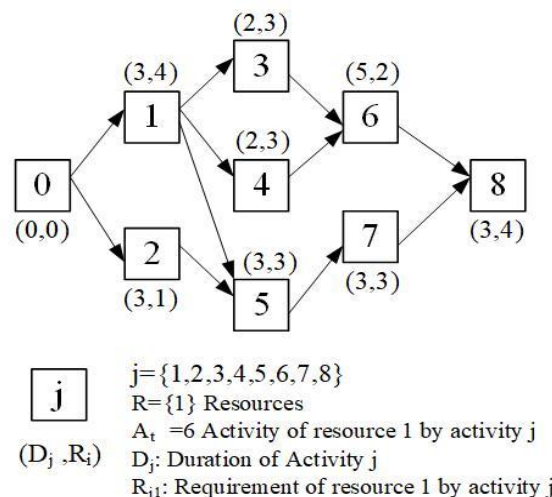 (2,3)
(3,4)
3
(5,2)
1
6
(2,3)
0
4
8
(0,0)
2
7
(3,4)
(3,1)
(3,3)
5
(3,3)
j
j={1,2,3,4,5,6,7,8}
R={1} Resources
At =6 Activity of resource 1 by activity j
(Dj ,Ri)
Dj: Duration of Activity j
Rj1: Requirement of resource 1 by activity j